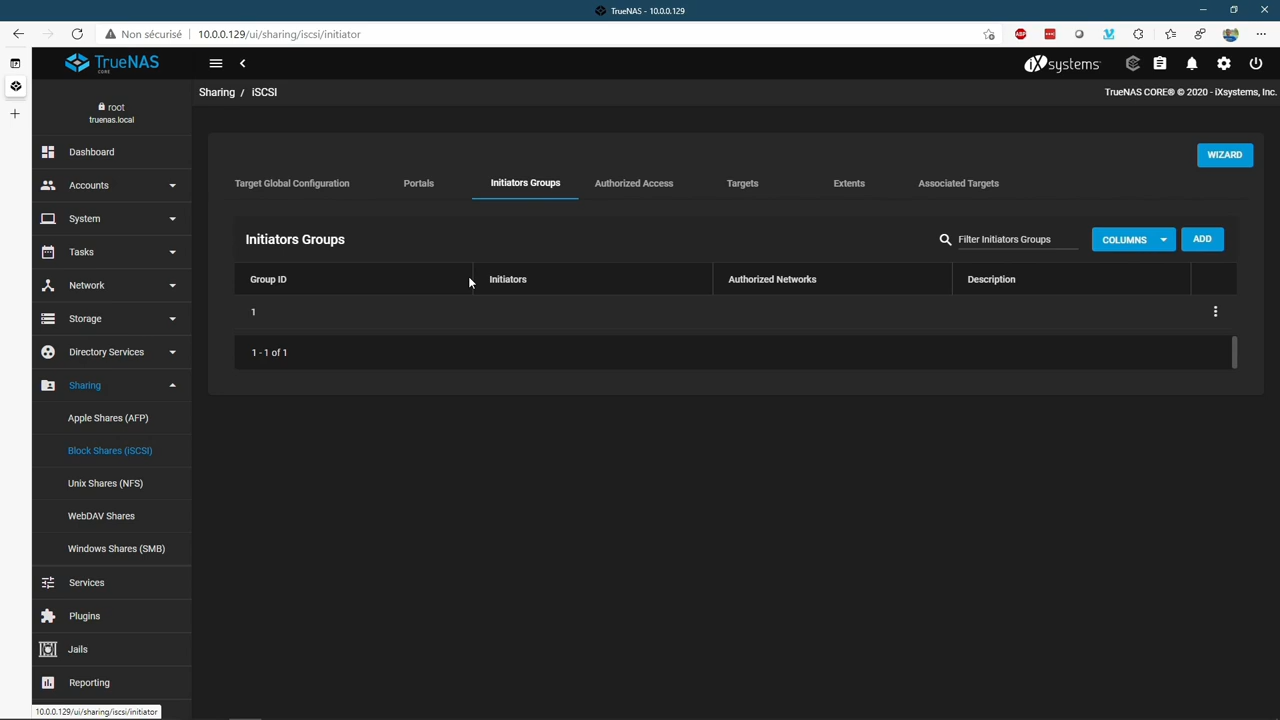 TrueNAS - 10.0.0.129
Non sécurisé
10.0.0.129/ui/sharing/iscsi/initiator
ABP
TrueNAS
CORE
iXsystems
root
truenas.local
Sharing / iSCSI
TrueNAS CORE® © 2020 - iXsystems, Inc.
Dashboard
Accounts
System
Tasks
Network
Storage
Directory Services
Sharing
Apple Shares (AFP)
Block Shares (iSCSI)
Unix Shares (NFS)
WebDAV Shares
Windows Shares (SMB)
Services
Plugins
Jails
Reporting
WIZARD
Target Global Configuration
Portals
Initiators Groups
Authorized Access
Targets
Extents
Associated Targets
Initiators Groups
Filter Initiators Groups
COLUMNS
ADD
Group ID
Initiators
Authorized Networks
Description
1
1 - 1 of 1
10.0.0.129/ui/sharing/iscsi/initiator